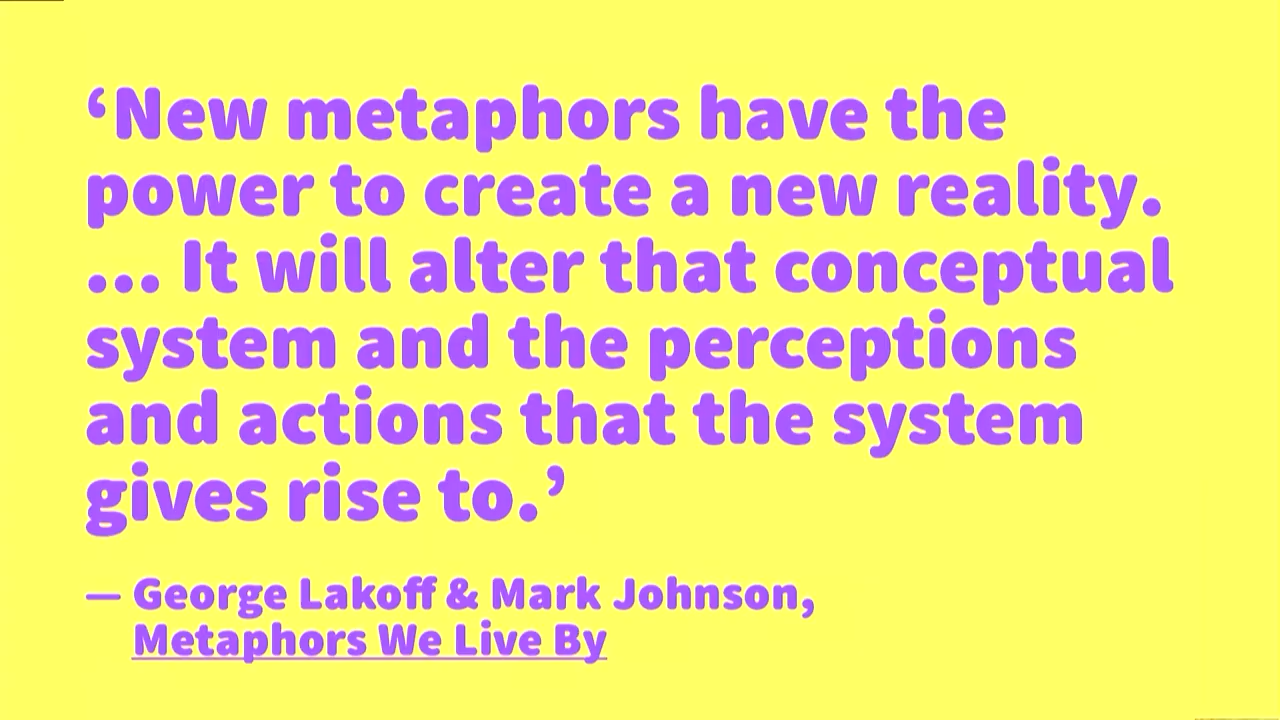 ‘New metaphors have the
power to create a new reality.
... It will alter that conceptual
system and the perceptions
and actions that the system
gives rise to.’
— George Lakoff & Mark Johnson,
Metaphors We Live By